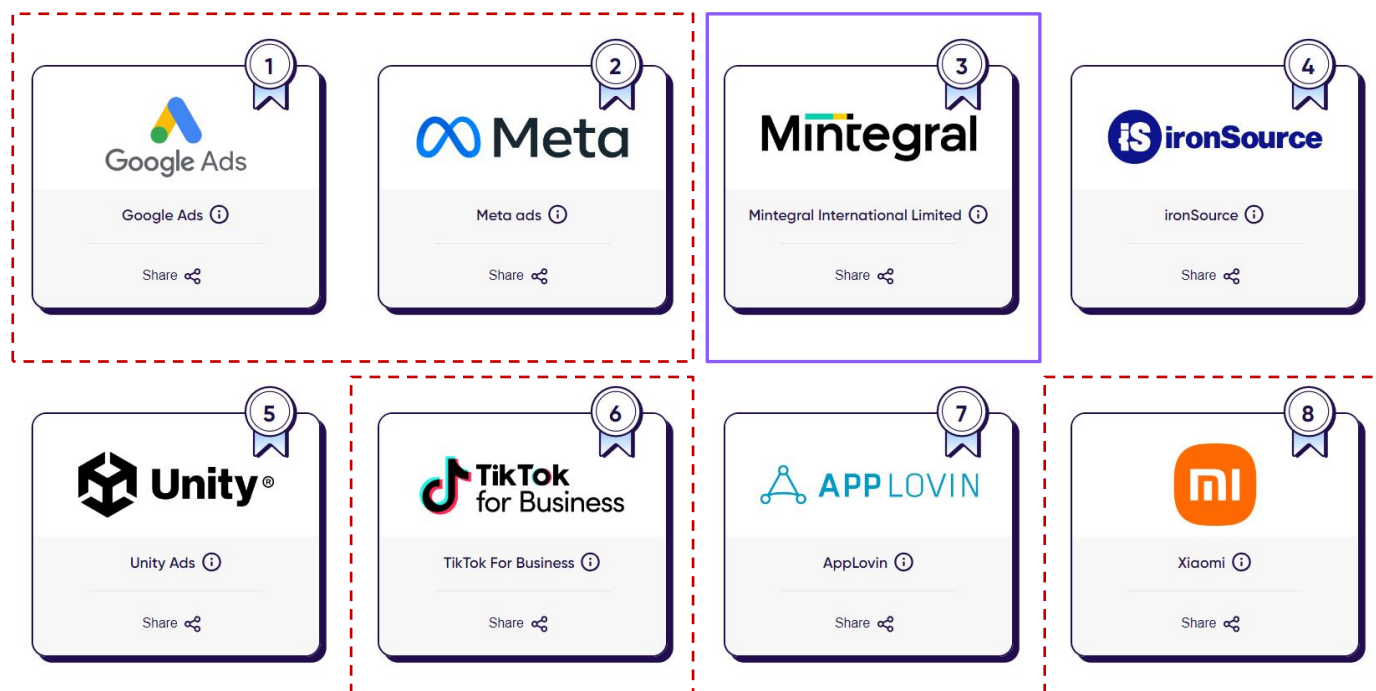 1
Google Ads
Google Ads
Share
2
Meta
Meta ads
Share
3
Mintegral
Mintegral International Limited
Share
4
iS ironSource
ironSource
Share
5
Unity®
Unity Ads
Share
6
TikTok
for Business
TikTok For Business
Share
7
APPLOVIN
AppLovin
Share
8
mi
Xiaomi
Share